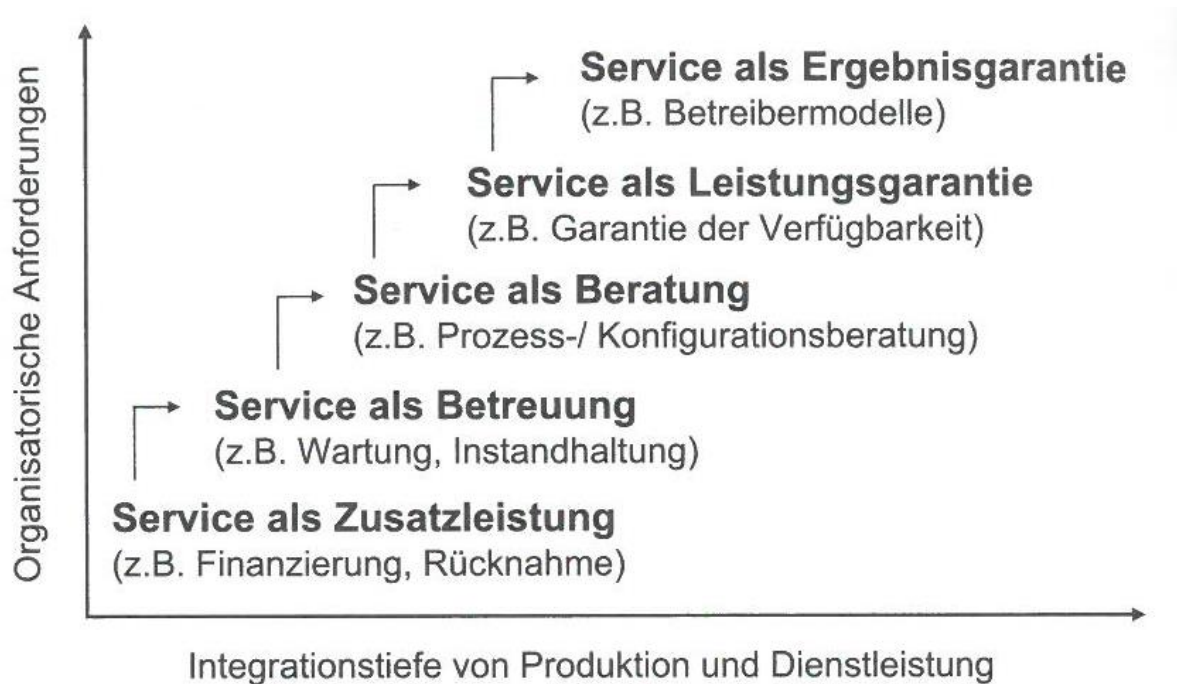 Organisatorische Anforderungen
Service als Ergebnisgarantie
(z.B. Betreibermodelle)
Service als Leistungsgarantie
(z.B. Garantie der Verfügbarkeit)
Service als Beratung
(z.B. Prozess-/ Konfigurationsberatung)
Service als Betreuung
(z.B. Wartung, Instandhaltung)
Service als Zusatzleistung
(z.B. Finanzierung, Rücknahme)
Integrationstiefe von Produktion und Dienstleistung